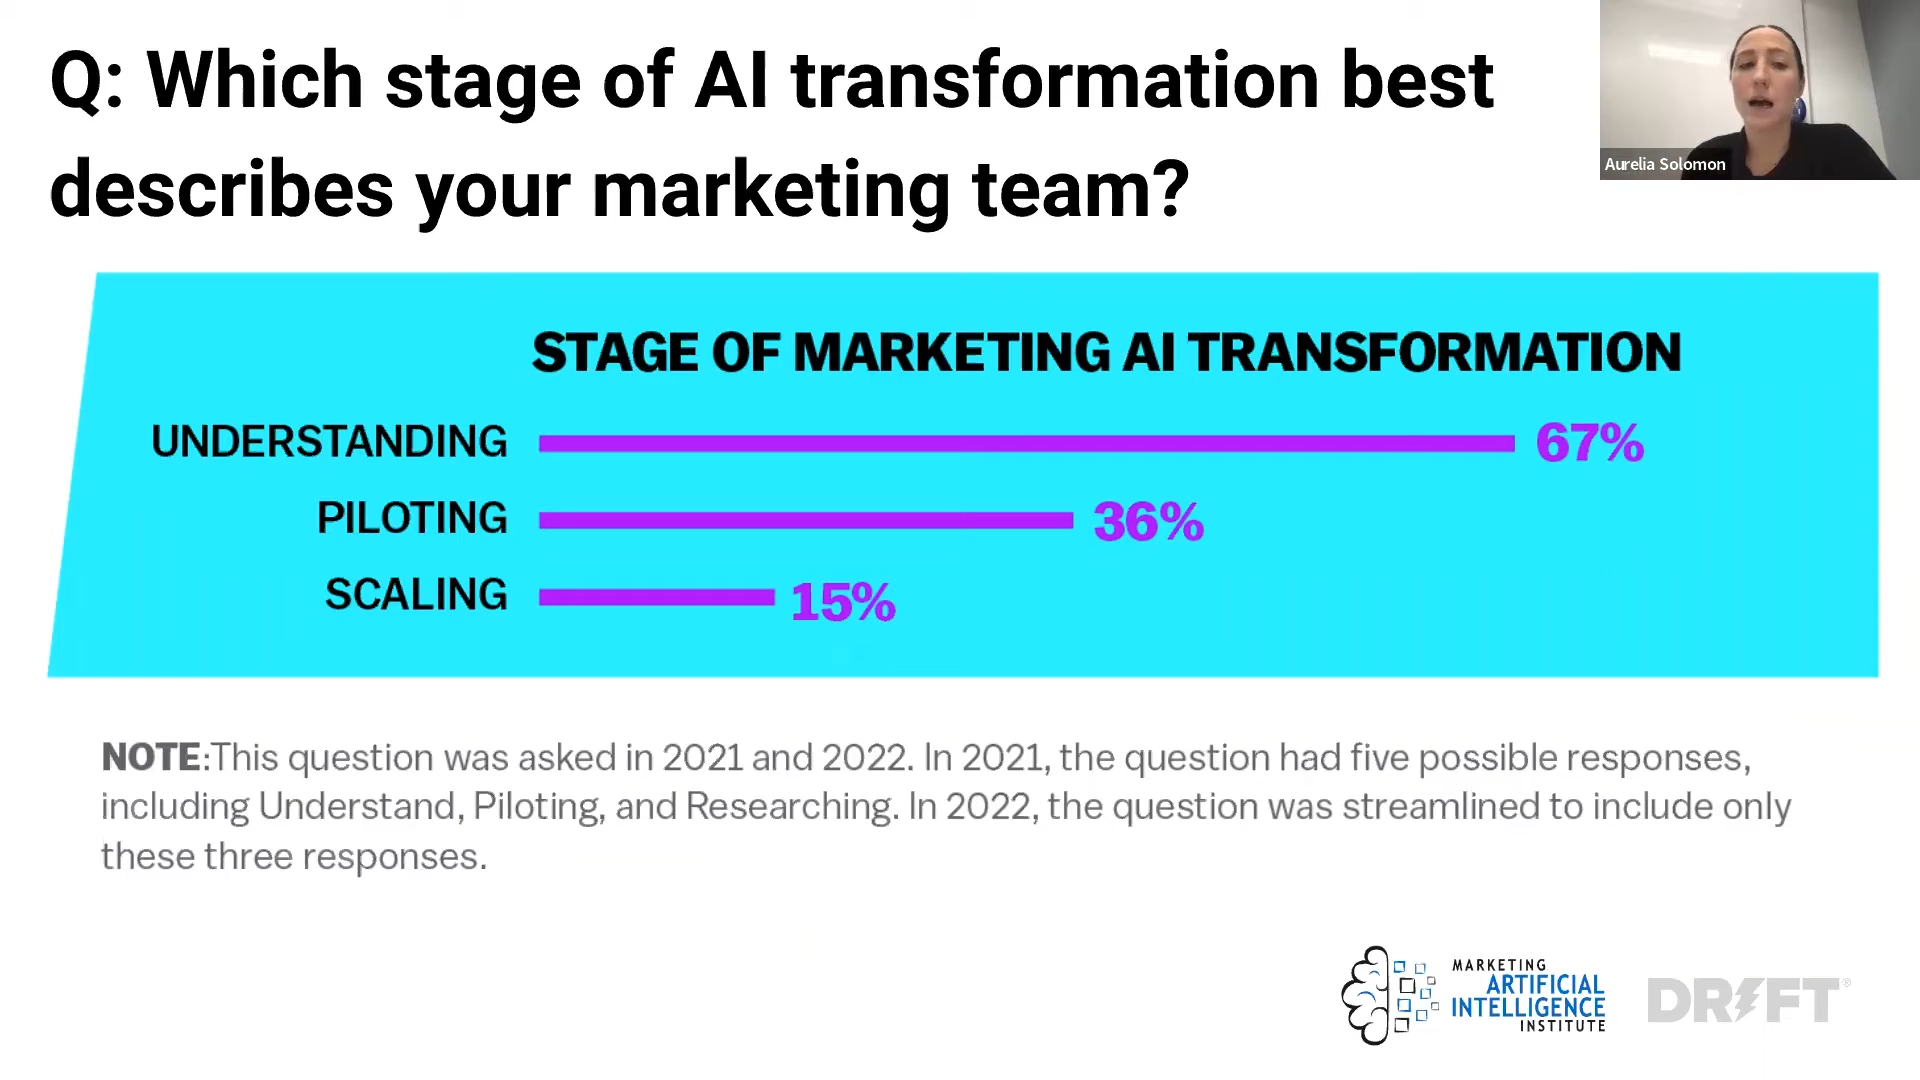 Q: Which stage of AI transformation best
describes your marketing team?
Aurelia Solomon
STAGE OF MARKETING AI TRANSFORMATION
UNDERSTANDING 67%
PILOTING 36%
SCALING 15%
NOTE:This question was asked in 2021 and 2022. In 2021, the question had five possible responses,
including Understand, Piloting, and Researching. In 2022, the question was streamlined to include only
these three responses.
MARKETING
ARTIFICIAL
INTELLIGENCE
INSTITUTE
DRIFT®